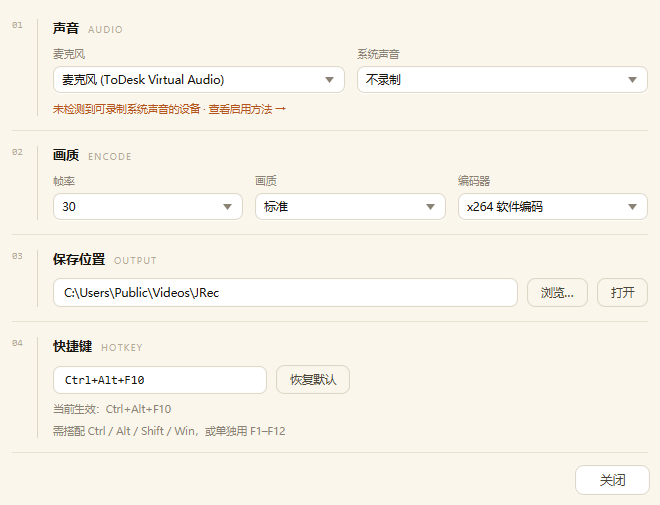 01 声音 AUDIO
麦克风 系统声音
麦克风 (ToDesk Virtual Audio) 不录制
未检测到可录制系统声音的设备 · 查看启用方法 →
02 画质 ENCODE
帧率 画质 编码器
30 标准 x264 软件编码
03 保存位置 OUTPUT
C:\Users\Public\Videos\JRec 浏览... 打开
04 快捷键 HOTKEY
Ctrl+Alt+F10 恢复默认
当前生效：Ctrl+Alt+F10
需搭配 Ctrl / Alt / Shift / Win，或单独用 F1–F12
关闭